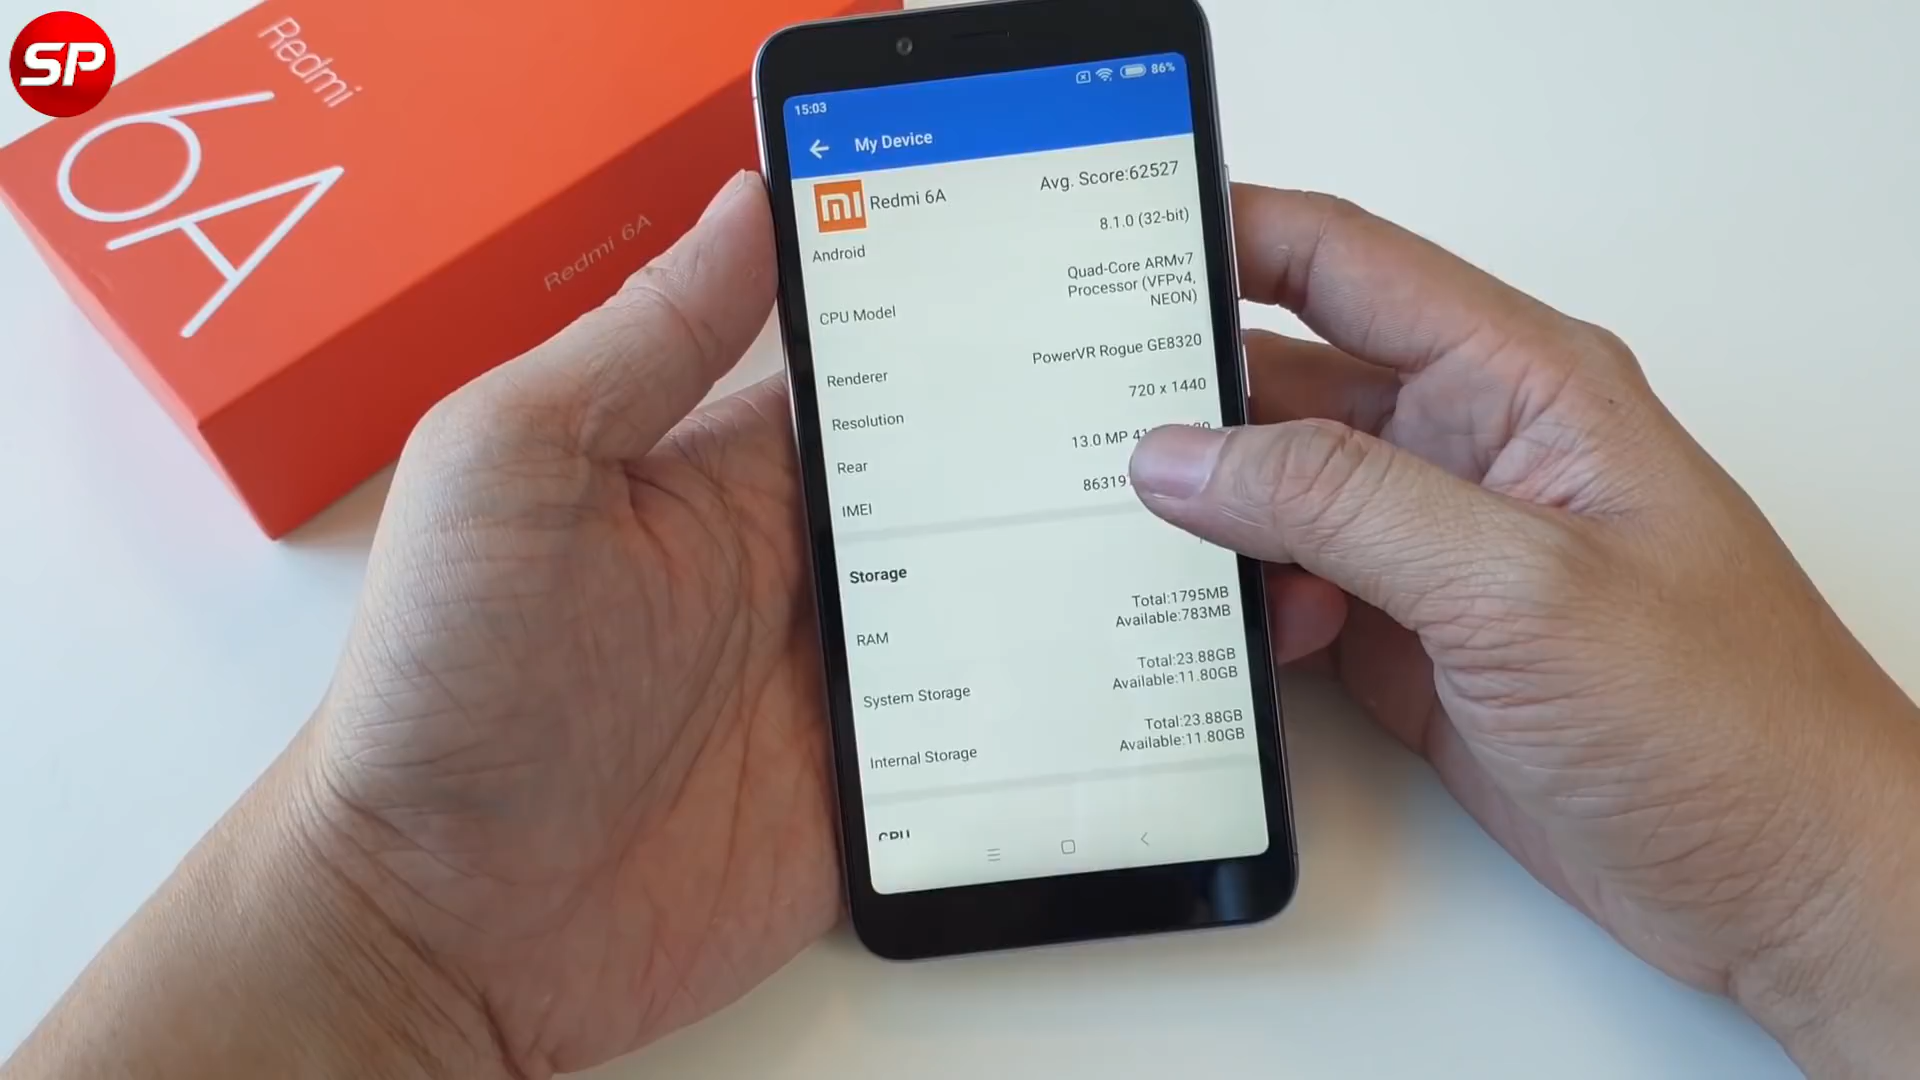 SP
Redmi
6A
Redmi 6A
15:03
86%
My Device
mi
Redmi 6A
Avg. Score:62527
Android
8.1.0 (32-bit)
CPU Model
Quad-Core ARMv7
Processor (VFPv4,
NEON)
Renderer
PowerVR Rogue GE8320
Resolution
720 x 1440
Rear
13.0 MP
IMEI
Storage
RAM
Total:1795MB
Available:783MB
System Storage
Total:23.88GB
Available:11.80GB
Internal Storage
Total:23.88GB
Available:11.80GB
CPU